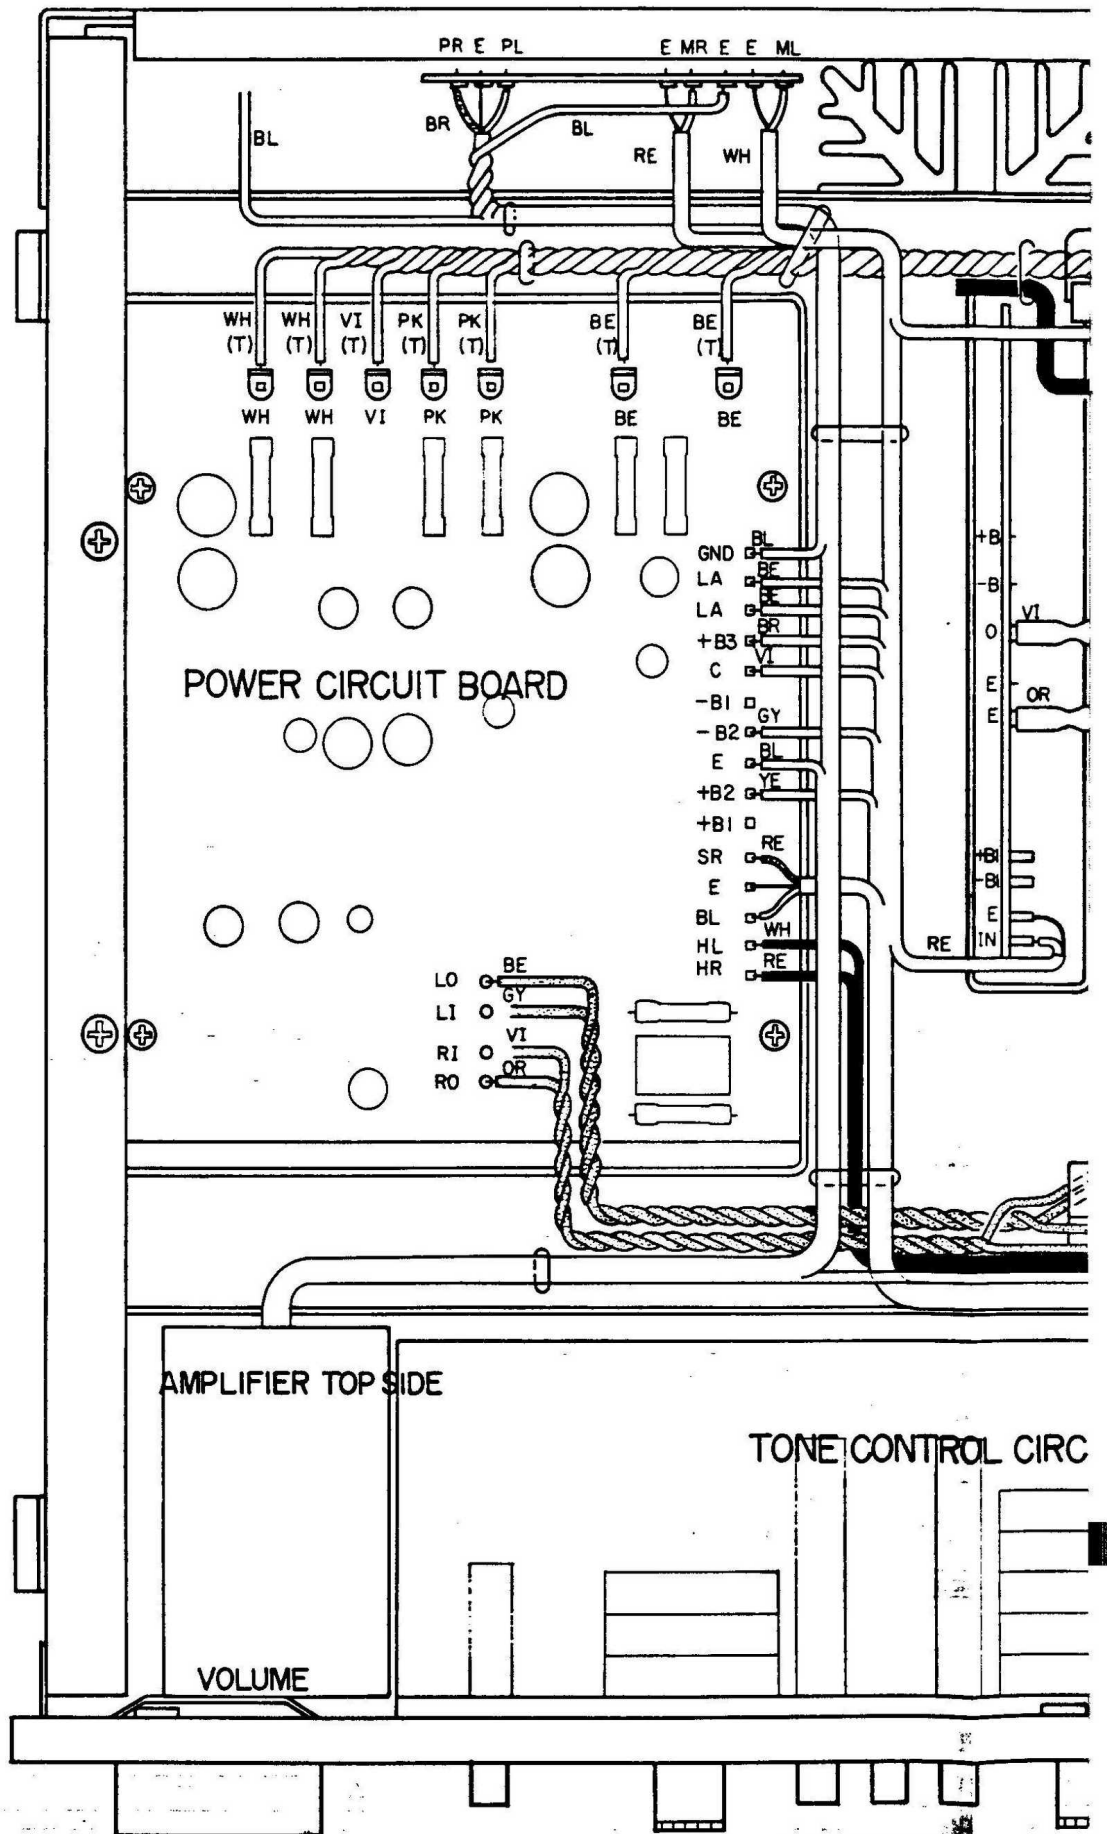 PR E PL E MR E E ML
BL BR BL RE WH
WH WH VI PK PK BE BE
(T) (T) (T) (T) (T) (T) (T)
WH WH VI PK PK BE BE
GND BL
LA BE
LA BE
+B3 BR
C VI
-B1
-B2 GY
E BL
+B2 YE
+B1
SR RE
E
BL
HL WH
HR RE
+B
-B
O VI
E
E OR
+B1
-B1
E
IN RE
POWER CIRCUIT BOARD
LO BE
LI GY
RI VI
RO OR
AMPLIFIER TOP SIDE
TONE CONTROL CIRC
VOLUME